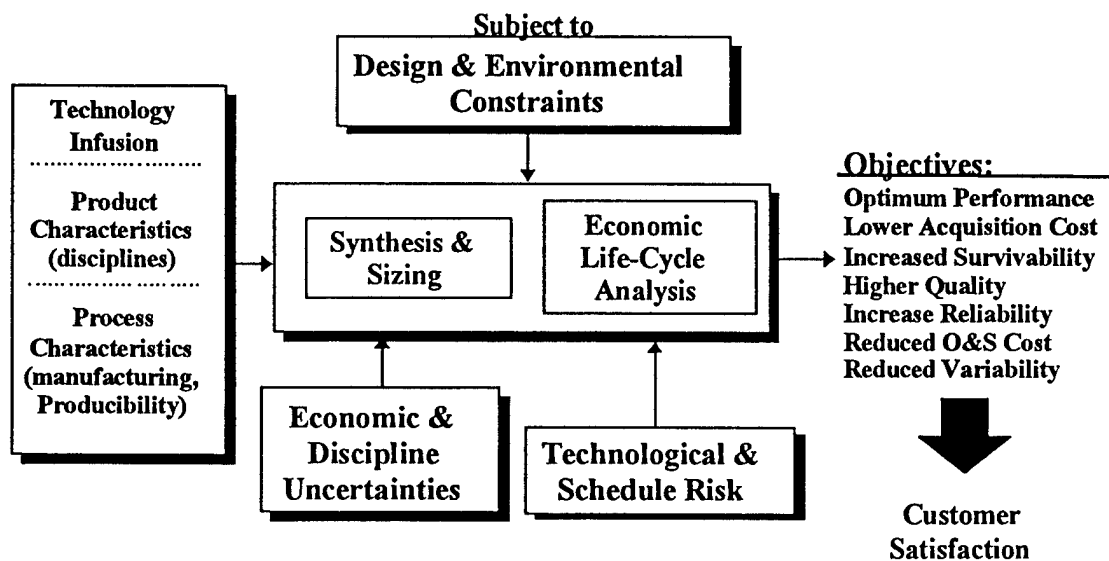 Subject to
Design & Environmental
Constraints
Technology
Infusion
Product
Characteristics
(disciplines)
Process
Characteristics
(manufacturing,
Producibility)
Synthesis &
Sizing
Economic
Life-Cycle
Analysis
Economic &
Discipline
Uncertainties
Technological &
Schedule Risk
Objectives:
Optimum Performance
Lower Acquisition Cost
Increased Survivability
Higher Quality
Increase Reliability
Reduced O&S Cost
Reduced Variability
Customer
Satisfaction